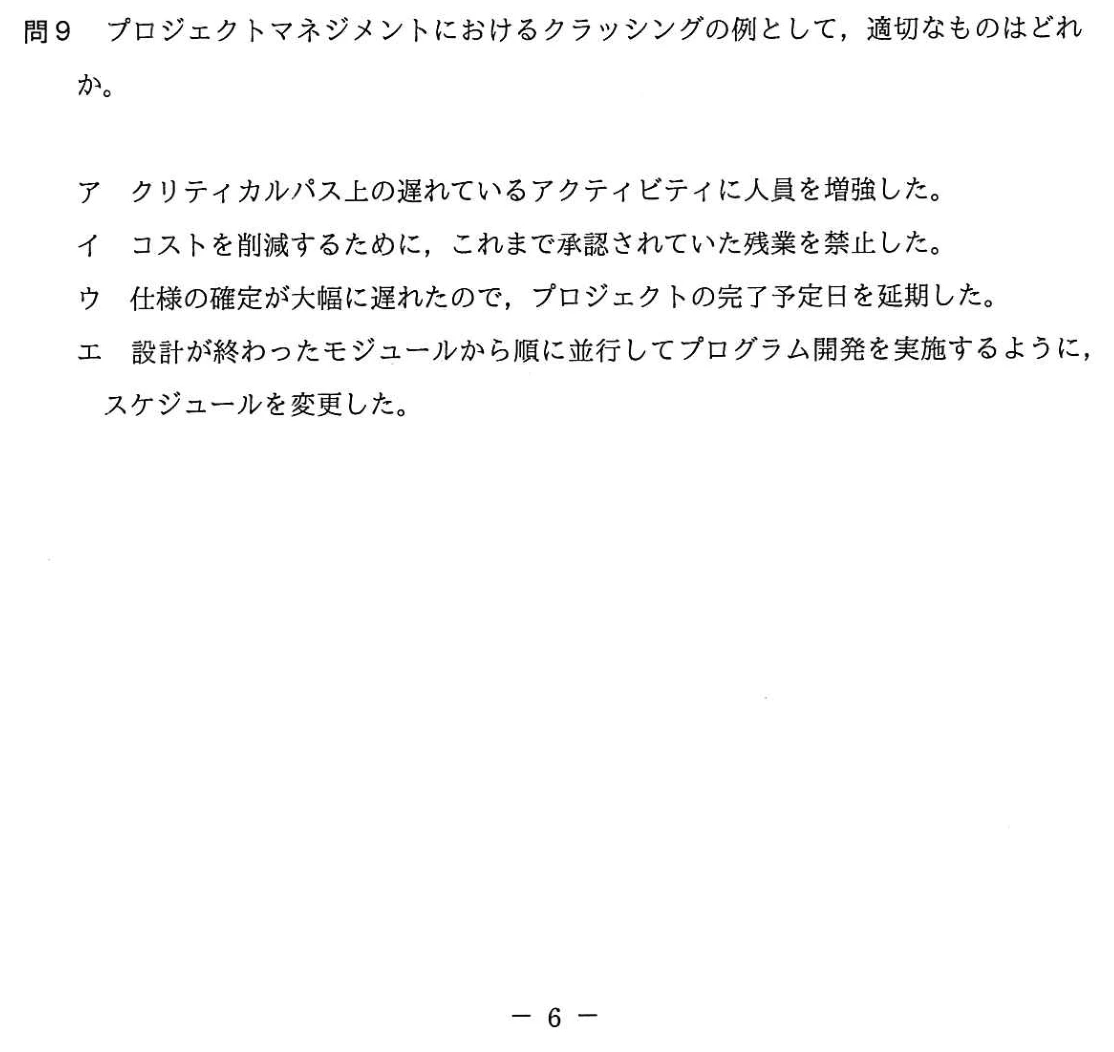 問9 プロジェクトマネジメントにおけるクラッシングの例として，適切なものはどれ
か。
ア クリティカルパス上の遅れているアクティビティに人員を増強した。
イ コストを削減するために，これまで承認されていた残業を禁止した。
ウ 仕様の確定が大幅に遅れたので，プロジェクトの完了予定日を延期した。
エ 設計が終わったモジュールから順に並行してプログラム開発を実施するように，
スケジュールを変更した。
― 6 ―